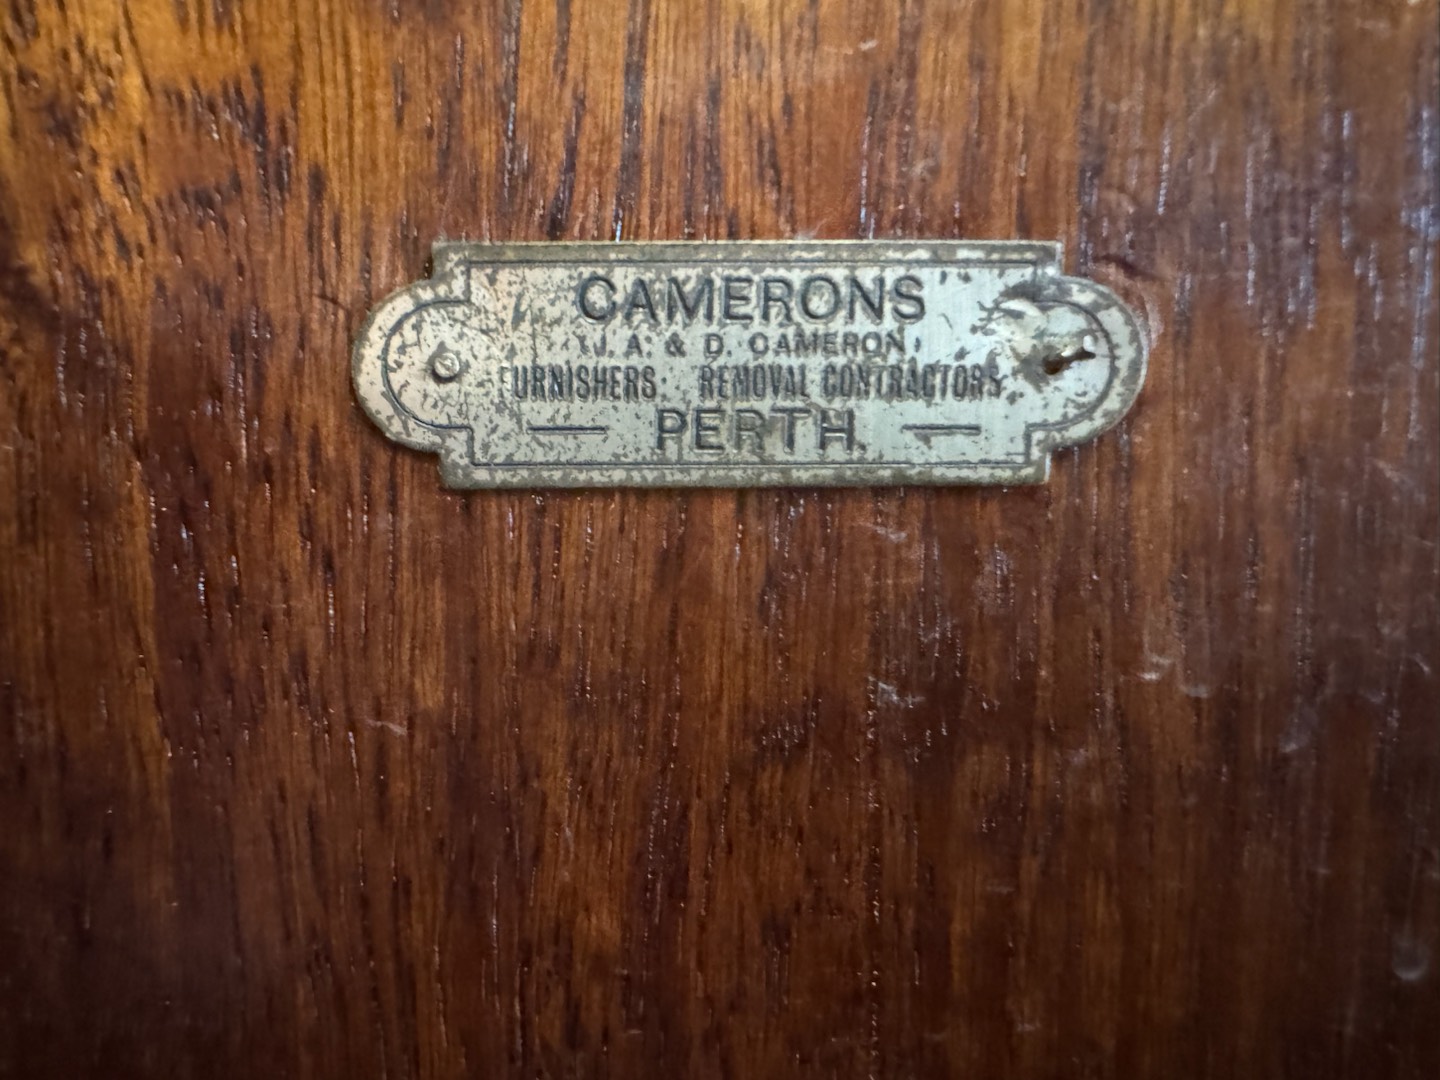 CAMERONS
(J. A. & D. CAMERON)
FURNISHERS REMOVAL CONTRACTORS
— PERTH —